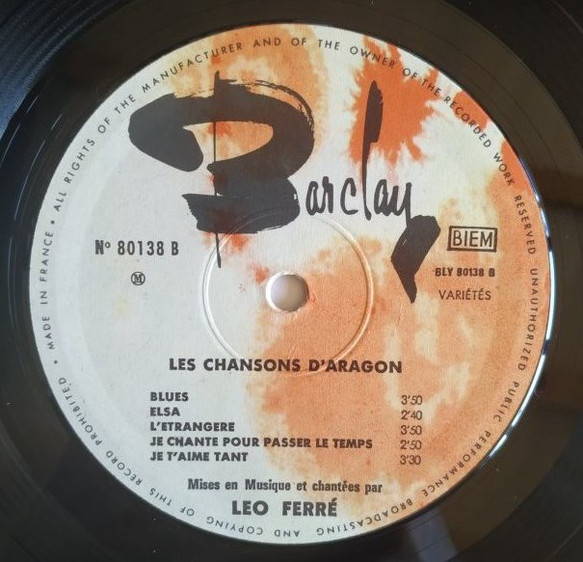 • MADE IN FRANCE • ALL RIGHTS OF THE MANUFACTURER AND OF THE OWNER OF THE RECORDED WORK RESERVED UNAUTHORIZED PUBLIC PERFORMANCE BROADCASTING AND COPYING OF THIS RECORD PROHIBITED
Barclay
BIEM
N° 80138 B
BLY 80138 B
M
VARIÉTÉS
LES CHANSONS D'ARAGON
BLUES 3'50
ELSA 2'40
L'ETRANGERE 3'50
JE CHANTE POUR PASSER LE TEMPS 2'50
JE T'AIME TANT 3'30
Mises en Musique et chantées par
LEO FERRÉ